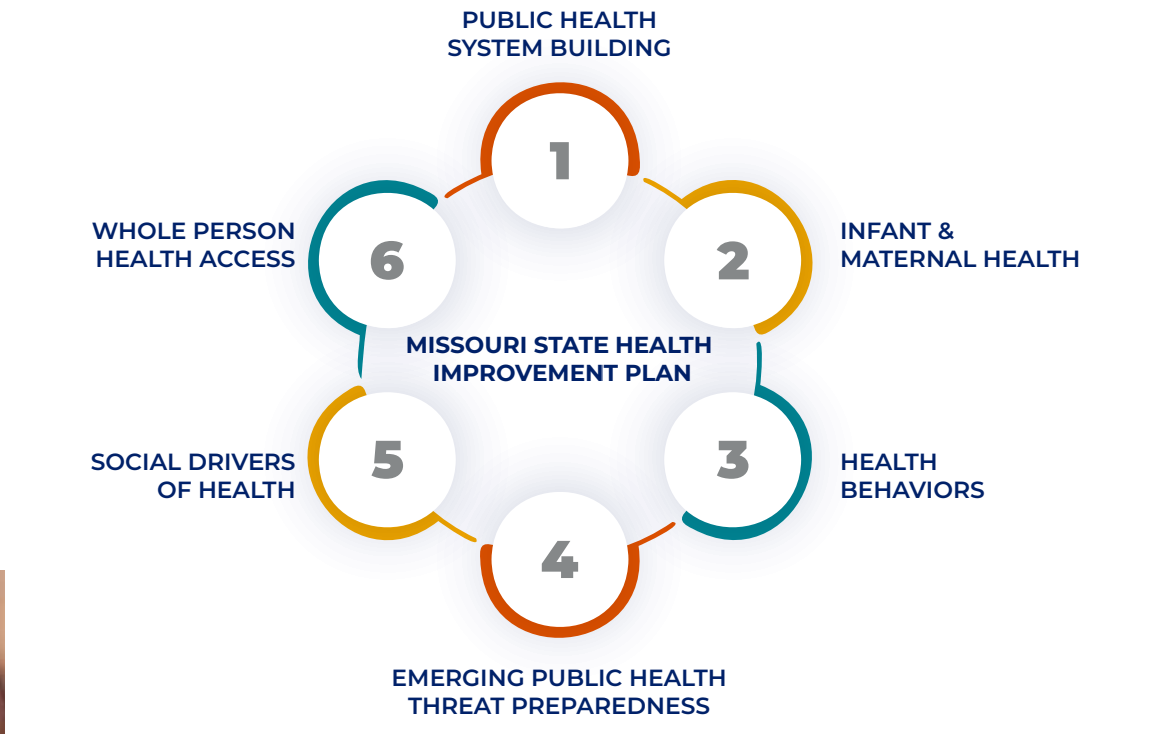 PUBLIC HEALTH
SYSTEM BUILDING
1
2
INFANT &
MATERNAL HEALTH
3
HEALTH
BEHAVIORS
4
EMERGING PUBLIC HEALTH
THREAT PREPAREDNESS
5
SOCIAL DRIVERS
OF HEALTH
6
WHOLE PERSON
HEALTH ACCESS
MISSOURI STATE HEALTH
IMPROVEMENT PLAN